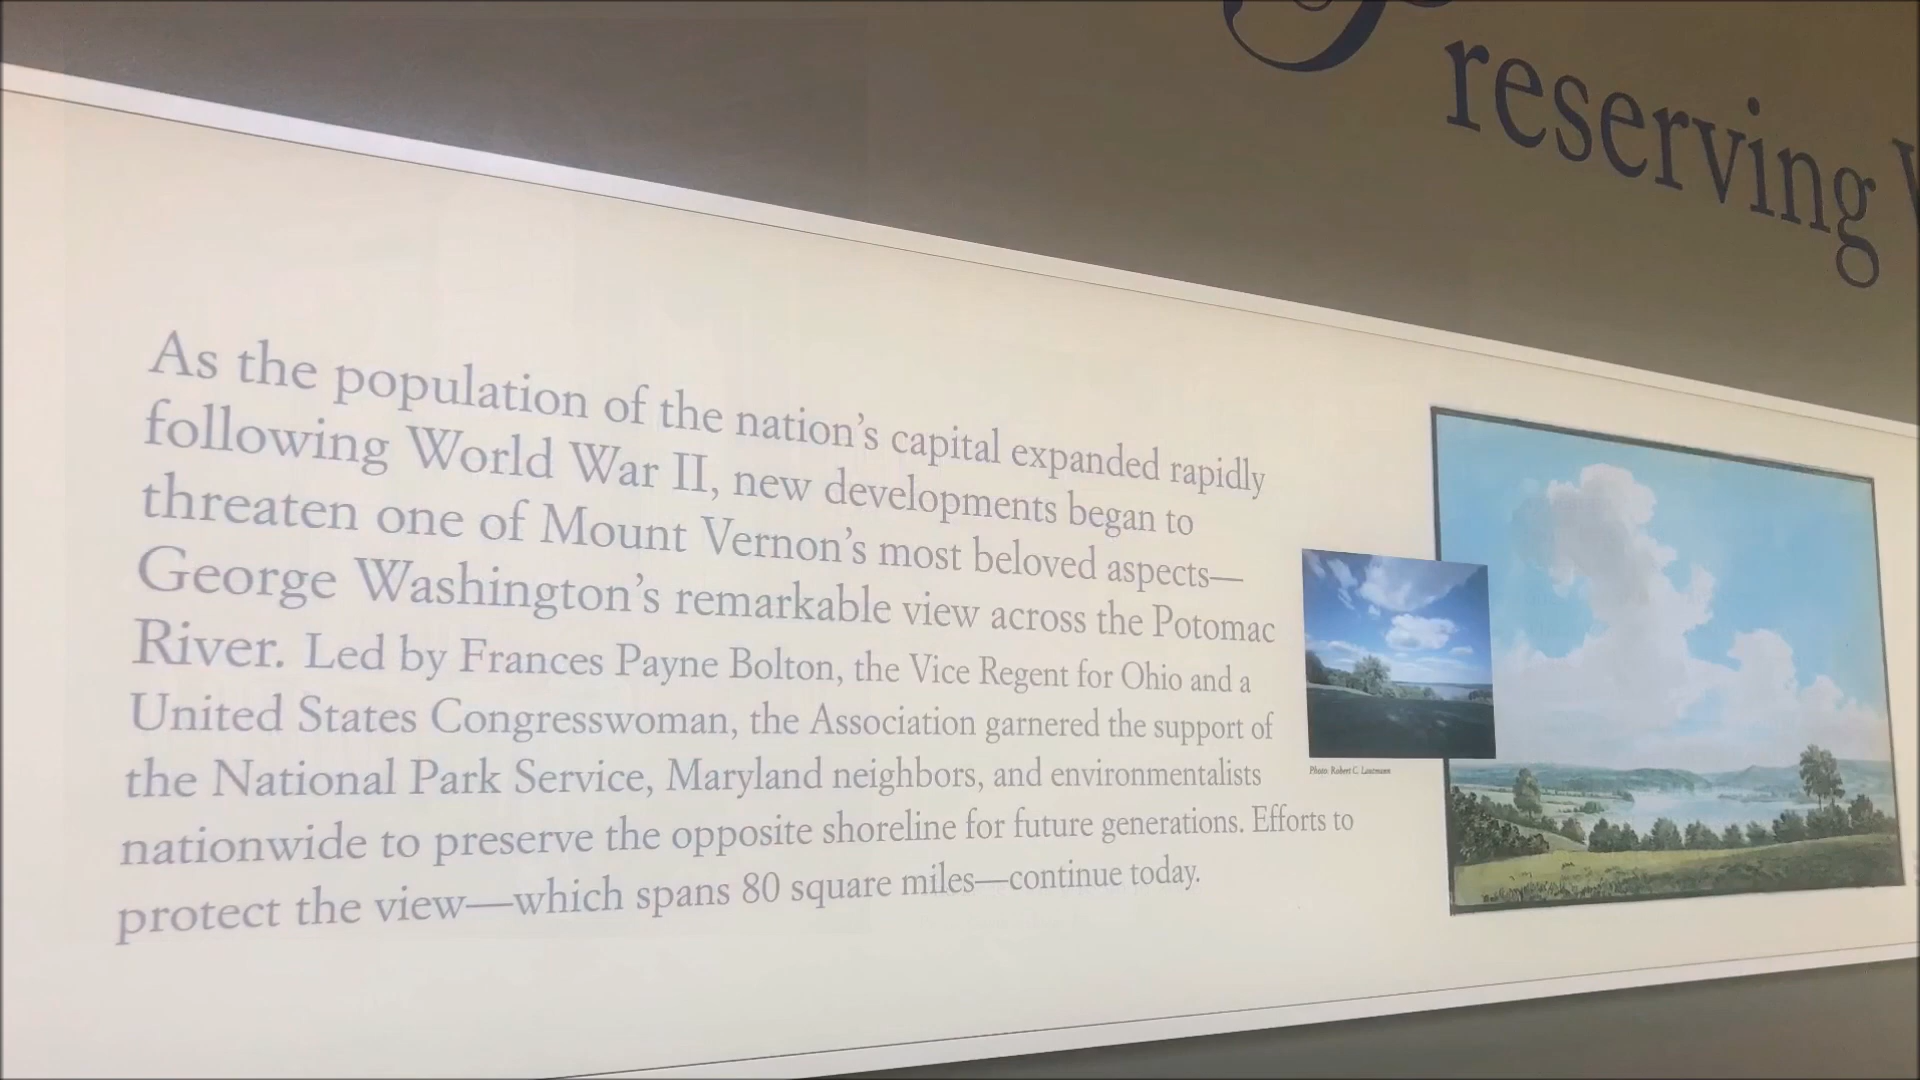 Preserving
As the population of the nation's capital expanded rapidly
following World War II, new developments began to
threaten one of Mount Vernon's most beloved aspects—
George Washington's remarkable view across the Potomac
River. Led by Frances Payne Bolton, the Vice Regent for Ohio and a
United States Congresswoman, the Association garnered the support of
the National Park Service, Maryland neighbors, and environmentalists
nationwide to preserve the opposite shoreline for future generations. Efforts to
protect the view—which spans 80 square miles—continue today.
Photo: Robert C. Lautmann